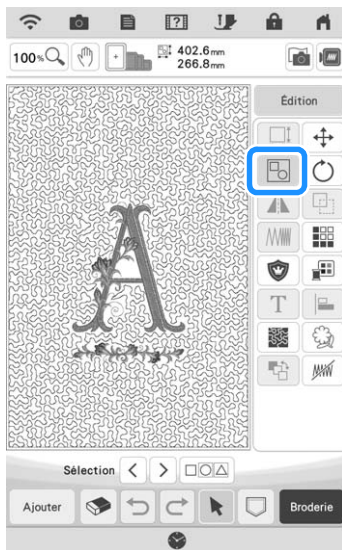 100%
402.6mm
266.8mm
Édition
Sélection
Ajouter
Broderie